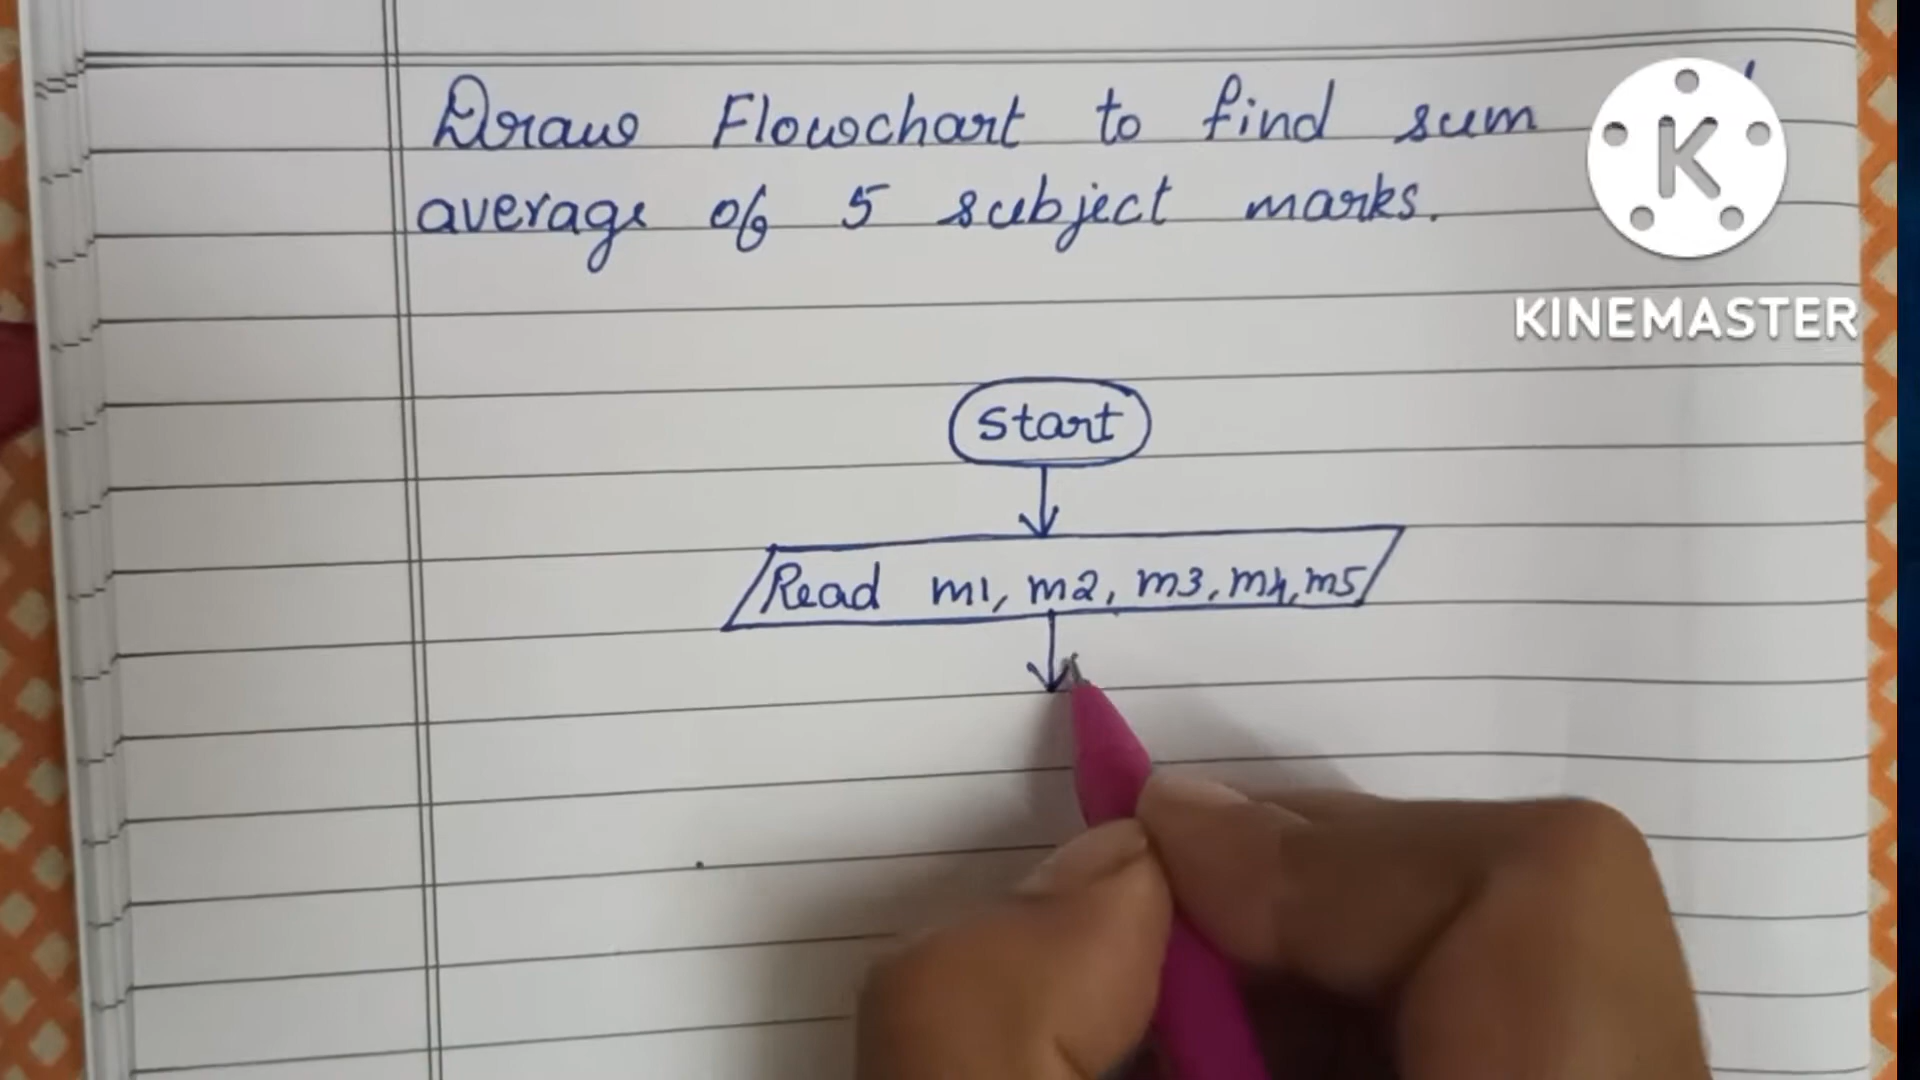 Draw Flowchart to find sum
average of 5 subject marks.
KINEMASTER
Start
Read m1, m2, m3, m4, m5